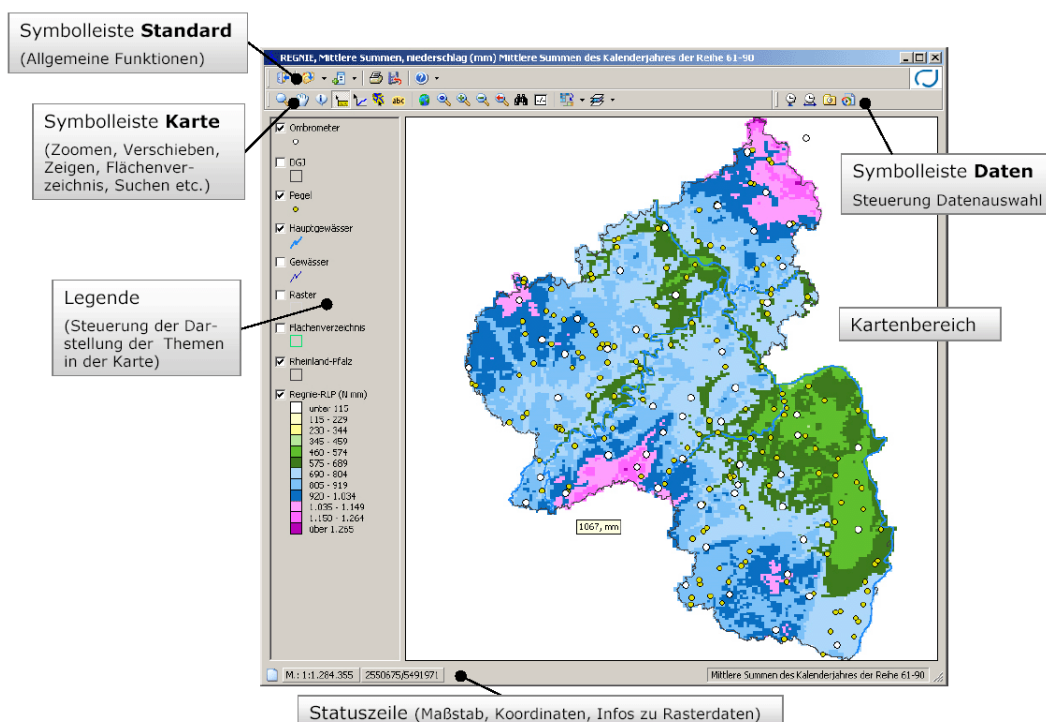 Symbolleiste Standard
(Allgemeine Funktionen)
REGNIE, Mittlere Summen, niederschlag (mm) Mittlere Summen des Kalenderjahres der Reihe 61-90
Symbolleiste Karte
(Zoomen, Verschieben,
Zeigen, Flächenver-
zeichnis, Suchen etc.)
abc
Symbolleiste Daten
Steuerung Datenauswahl
Ombrometer
DGJ
Pegel
Hauptgewässer
Gewässer
Raster
Flächenverzeichnis
Rheinland-Pfalz
Regnie-RLP (N mm)
unter 115
115 - 229
230 - 344
345 - 459
460 - 574
575 - 689
690 - 804
805 - 919
920 - 1.034
1.035 - 1.149
1.150 - 1.264
über 1.265
Legende
(Steuerung der Dar-
stellung der Themen
in der Karte)
Kartenbereich
1067, mm
M.: 1:1.284.355
2550675/5491971
Mittlere Summen des Kalenderjahres der Reihe 61-90
Statuszeile (Maßstab, Koordinaten, Infos zu Rasterdaten)